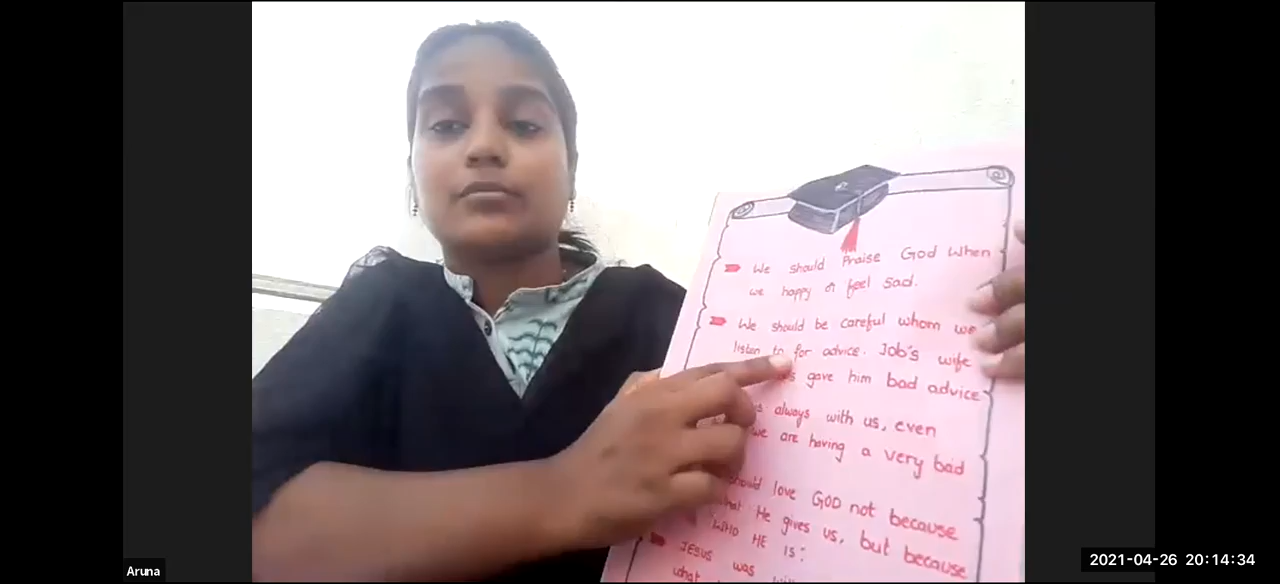 We should Praise God when
we happy or feel sad.
We should be careful whom we
listen to for advice. Job's wife
gave him bad advice
always with us, even
we are having a very bad
should love GOD not because
He gives us, but because
WHO HE is:
JESUS was
what
Aruna
2021-04-26 20:14:34